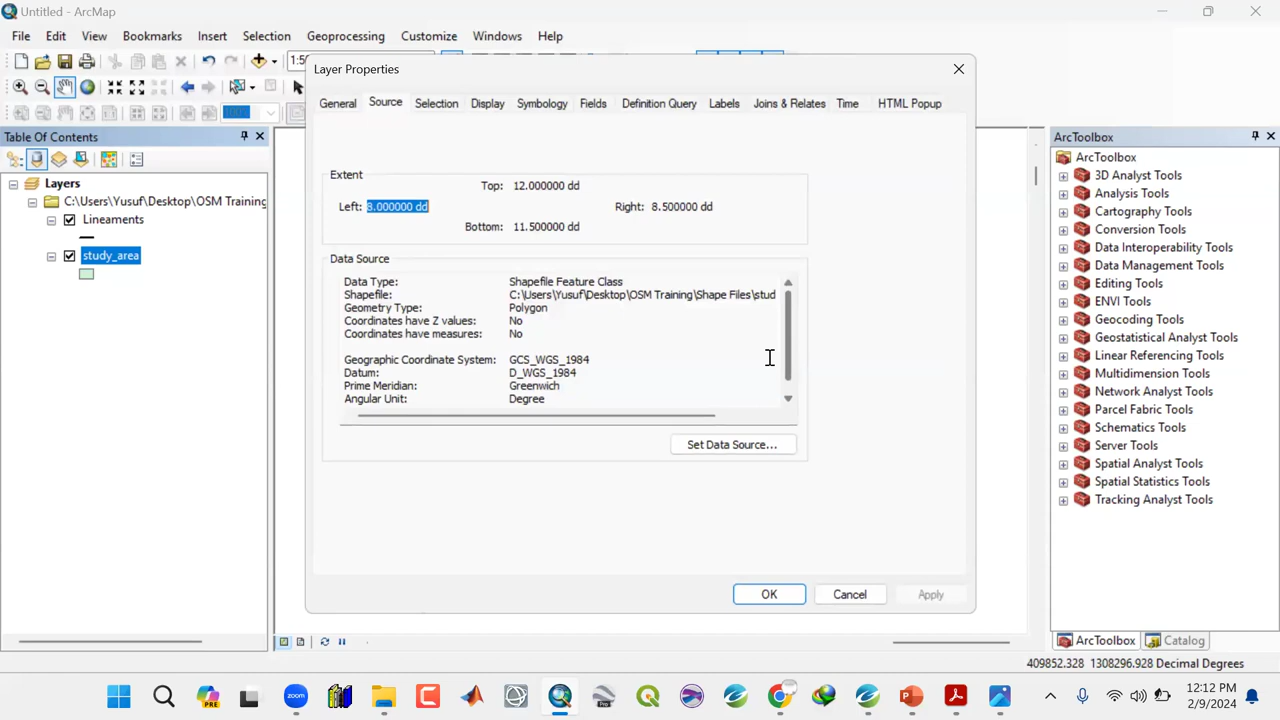 Untitled - ArcMap
File Edit View Bookmarks Insert Selection Geoprocessing Customize Windows Help
Layer Properties
General Source Selection Display Symbology Fields Definition Query Labels Joins & Relates Time HTML Popup
Table Of Contents
Layers
C:\Users\Yusuf\Desktop\OSM Training
Lineaments
study_area
Extent
Top: 12.000000 dd
Left: 8.000000 dd Right: 8.500000 dd
Bottom: 11.500000 dd
Data Source
Data Type: Shapefile Feature Class
Shapefile: C:\Users\Yusuf\Desktop\OSM Training\Shape Files\stud
Geometry Type: Polygon
Coordinates have Z values: No
Coordinates have measures: No
Geographic Coordinate System: GCS_WGS_1984
Datum: D_WGS_1984
Prime Meridian: Greenwich
Angular Unit: Degree
Set Data Source...
OK Cancel Apply
ArcToolbox
ArcToolbox
3D Analyst Tools
Analysis Tools
Cartography Tools
Conversion Tools
Data Interoperability Tools
Data Management Tools
Editing Tools
ENVI Tools
Geocoding Tools
Geostatistical Analyst Tools
Linear Referencing Tools
Multidimension Tools
Network Analyst Tools
Parcel Fabric Tools
Schematics Tools
Server Tools
Spatial Analyst Tools
Spatial Statistics Tools
Tracking Analyst Tools
ArcToolbox Catalog
409852.328 1308296.928 Decimal Degrees
zoom
PRE
Pro
12:12 PM
2/9/2024